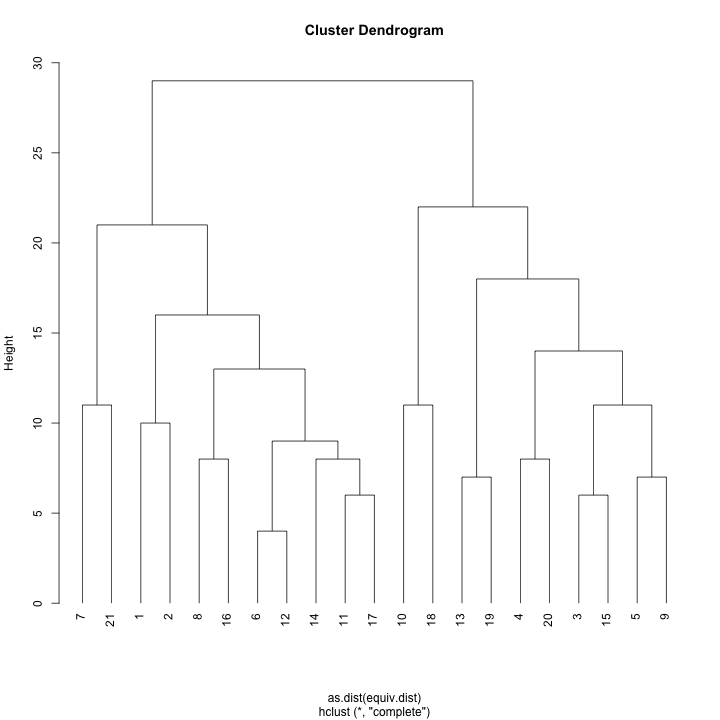 Cluster Dendrogram
Height
30
25
20
15
10
5
0
7 21 1 2 8 16 6 12 14 11 17 10 18 13 19 4 20 3 15 5 9
as.dist(equiv.dist)
hclust (*, "complete")